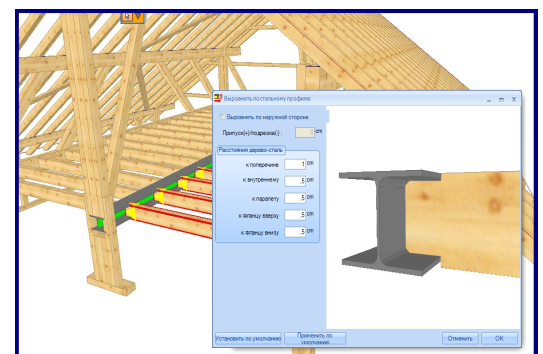 Выровнять по стальному профилю
Выровнять по наружной стороне
Припуск(+)/подрезка(-) : 0 cm
Расстояния дерево-сталь
к поперечине 1 cm
к внутреннему .5 cm
к парапету .5 cm
к фланцу вверху .5 cm
к фланцу внизу .5 cm
Установить по умолчанию
Применить по умолчанию
Отменить
OK